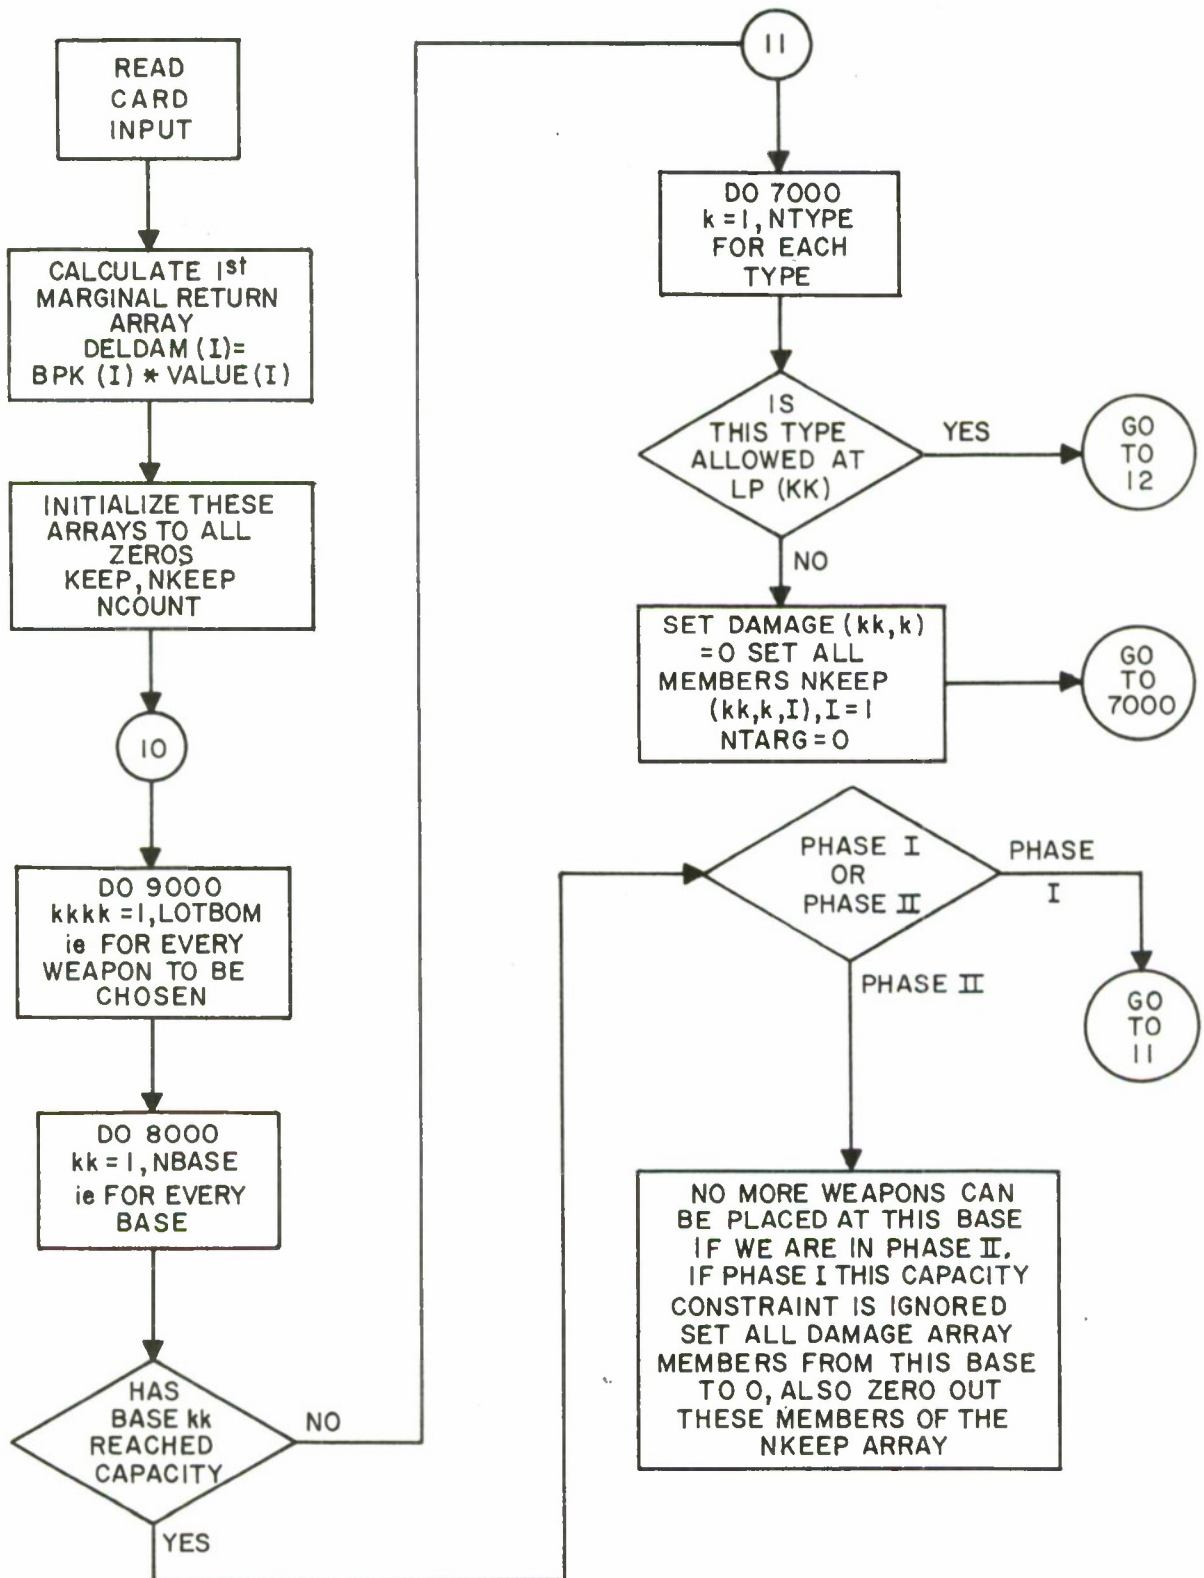 READ
CARD
INPUT
CALCULATE 1st
MARGINAL RETURN
ARRAY
DELDAM (I)=
BPK (I) * VALUE (I)
INITIALIZE THESE
ARRAYS TO ALL
ZEROS
KEEP, NKEEP
NCOUNT
10
DO 9000
kkkk = 1, LOTBOM
ie FOR EVERY
WEAPON TO BE
CHOSEN
DO 8000
kk = 1, NBASE
ie FOR EVERY
BASE
HAS
BASE kk
REACHED
CAPACITY
NO
YES
11
DO 7000
k = 1, NTYPE
FOR EACH
TYPE
IS
THIS TYPE
ALLOWED AT
LP (KK)
YES
GO
TO
12
NO
SET DAMAGE (kk,k)
=0 SET ALL
MEMBERS NKEEP
(kk,k,I), I = 1
NTARG = 0
GO
TO
7000
PHASE I
OR
PHASE II
PHASE
I
GO
TO
11
PHASE II
NO MORE WEAPONS CAN
BE PLACED AT THIS BASE
IF WE ARE IN PHASE II.
IF PHASE I THIS CAPACITY
CONSTRAINT IS IGNORED
SET ALL DAMAGE ARRAY
MEMBERS FROM THIS BASE
TO 0, ALSO ZERO OUT
THESE MEMBERS OF THE
NKEEP ARRAY